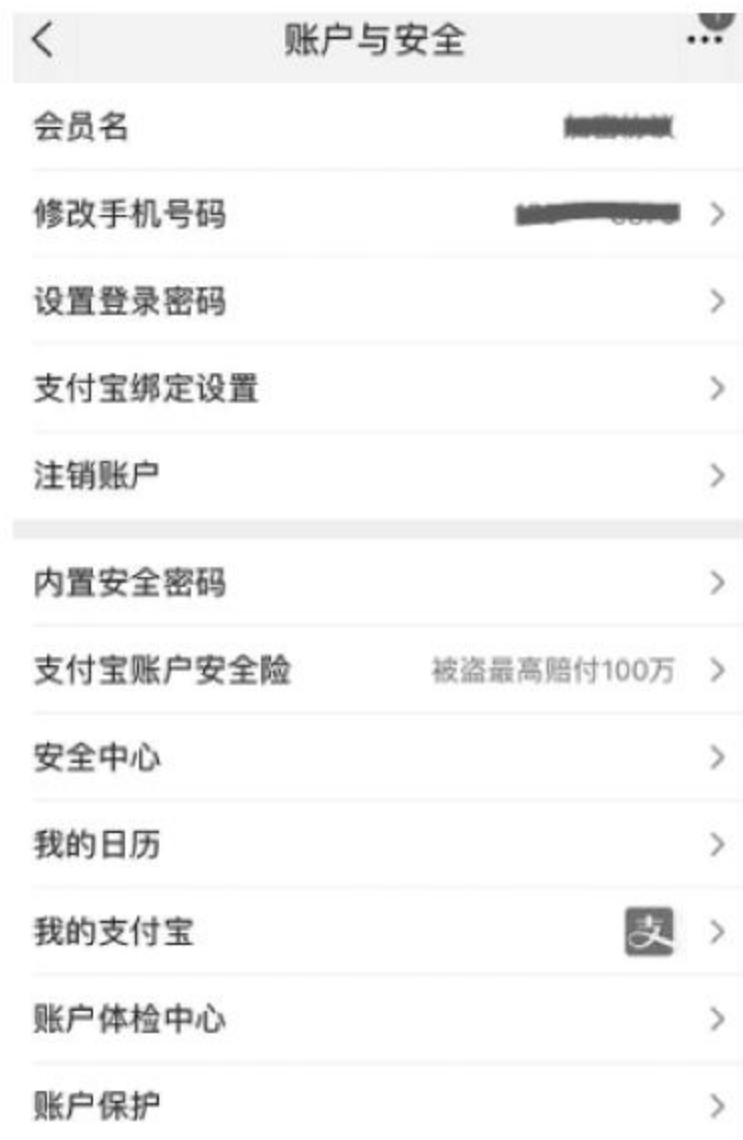 账户与安全
会员名
修改手机号码
设置登录密码
支付宝绑定设置
注销账户
内置安全密码
支付宝账户安全险 被盗最高赔付100万
安全中心
我的日历
我的支付宝 支
账户体检中心
账户保护